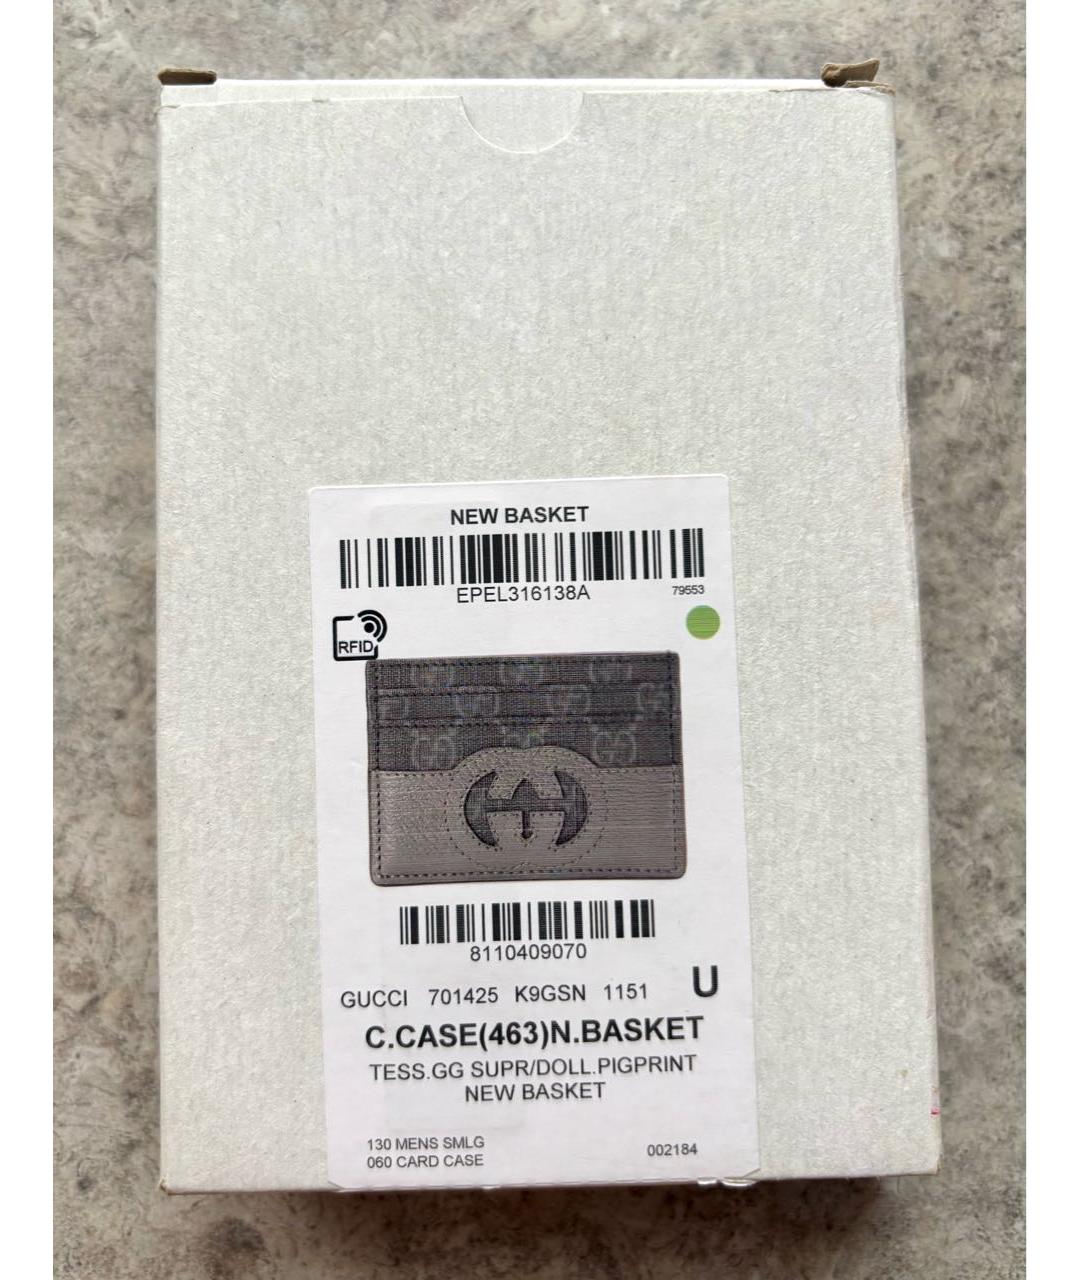 NEW BASKET
EPEL316138A
79553
RFID
8110409070
GUCCI 701425 K9GSN 1151 U
C.CASE(463)N.BASKET
TESS.GG SUPR/DOLL.PIGPRINT
NEW BASKET
130 MENS SMLG
060 CARD CASE
002184